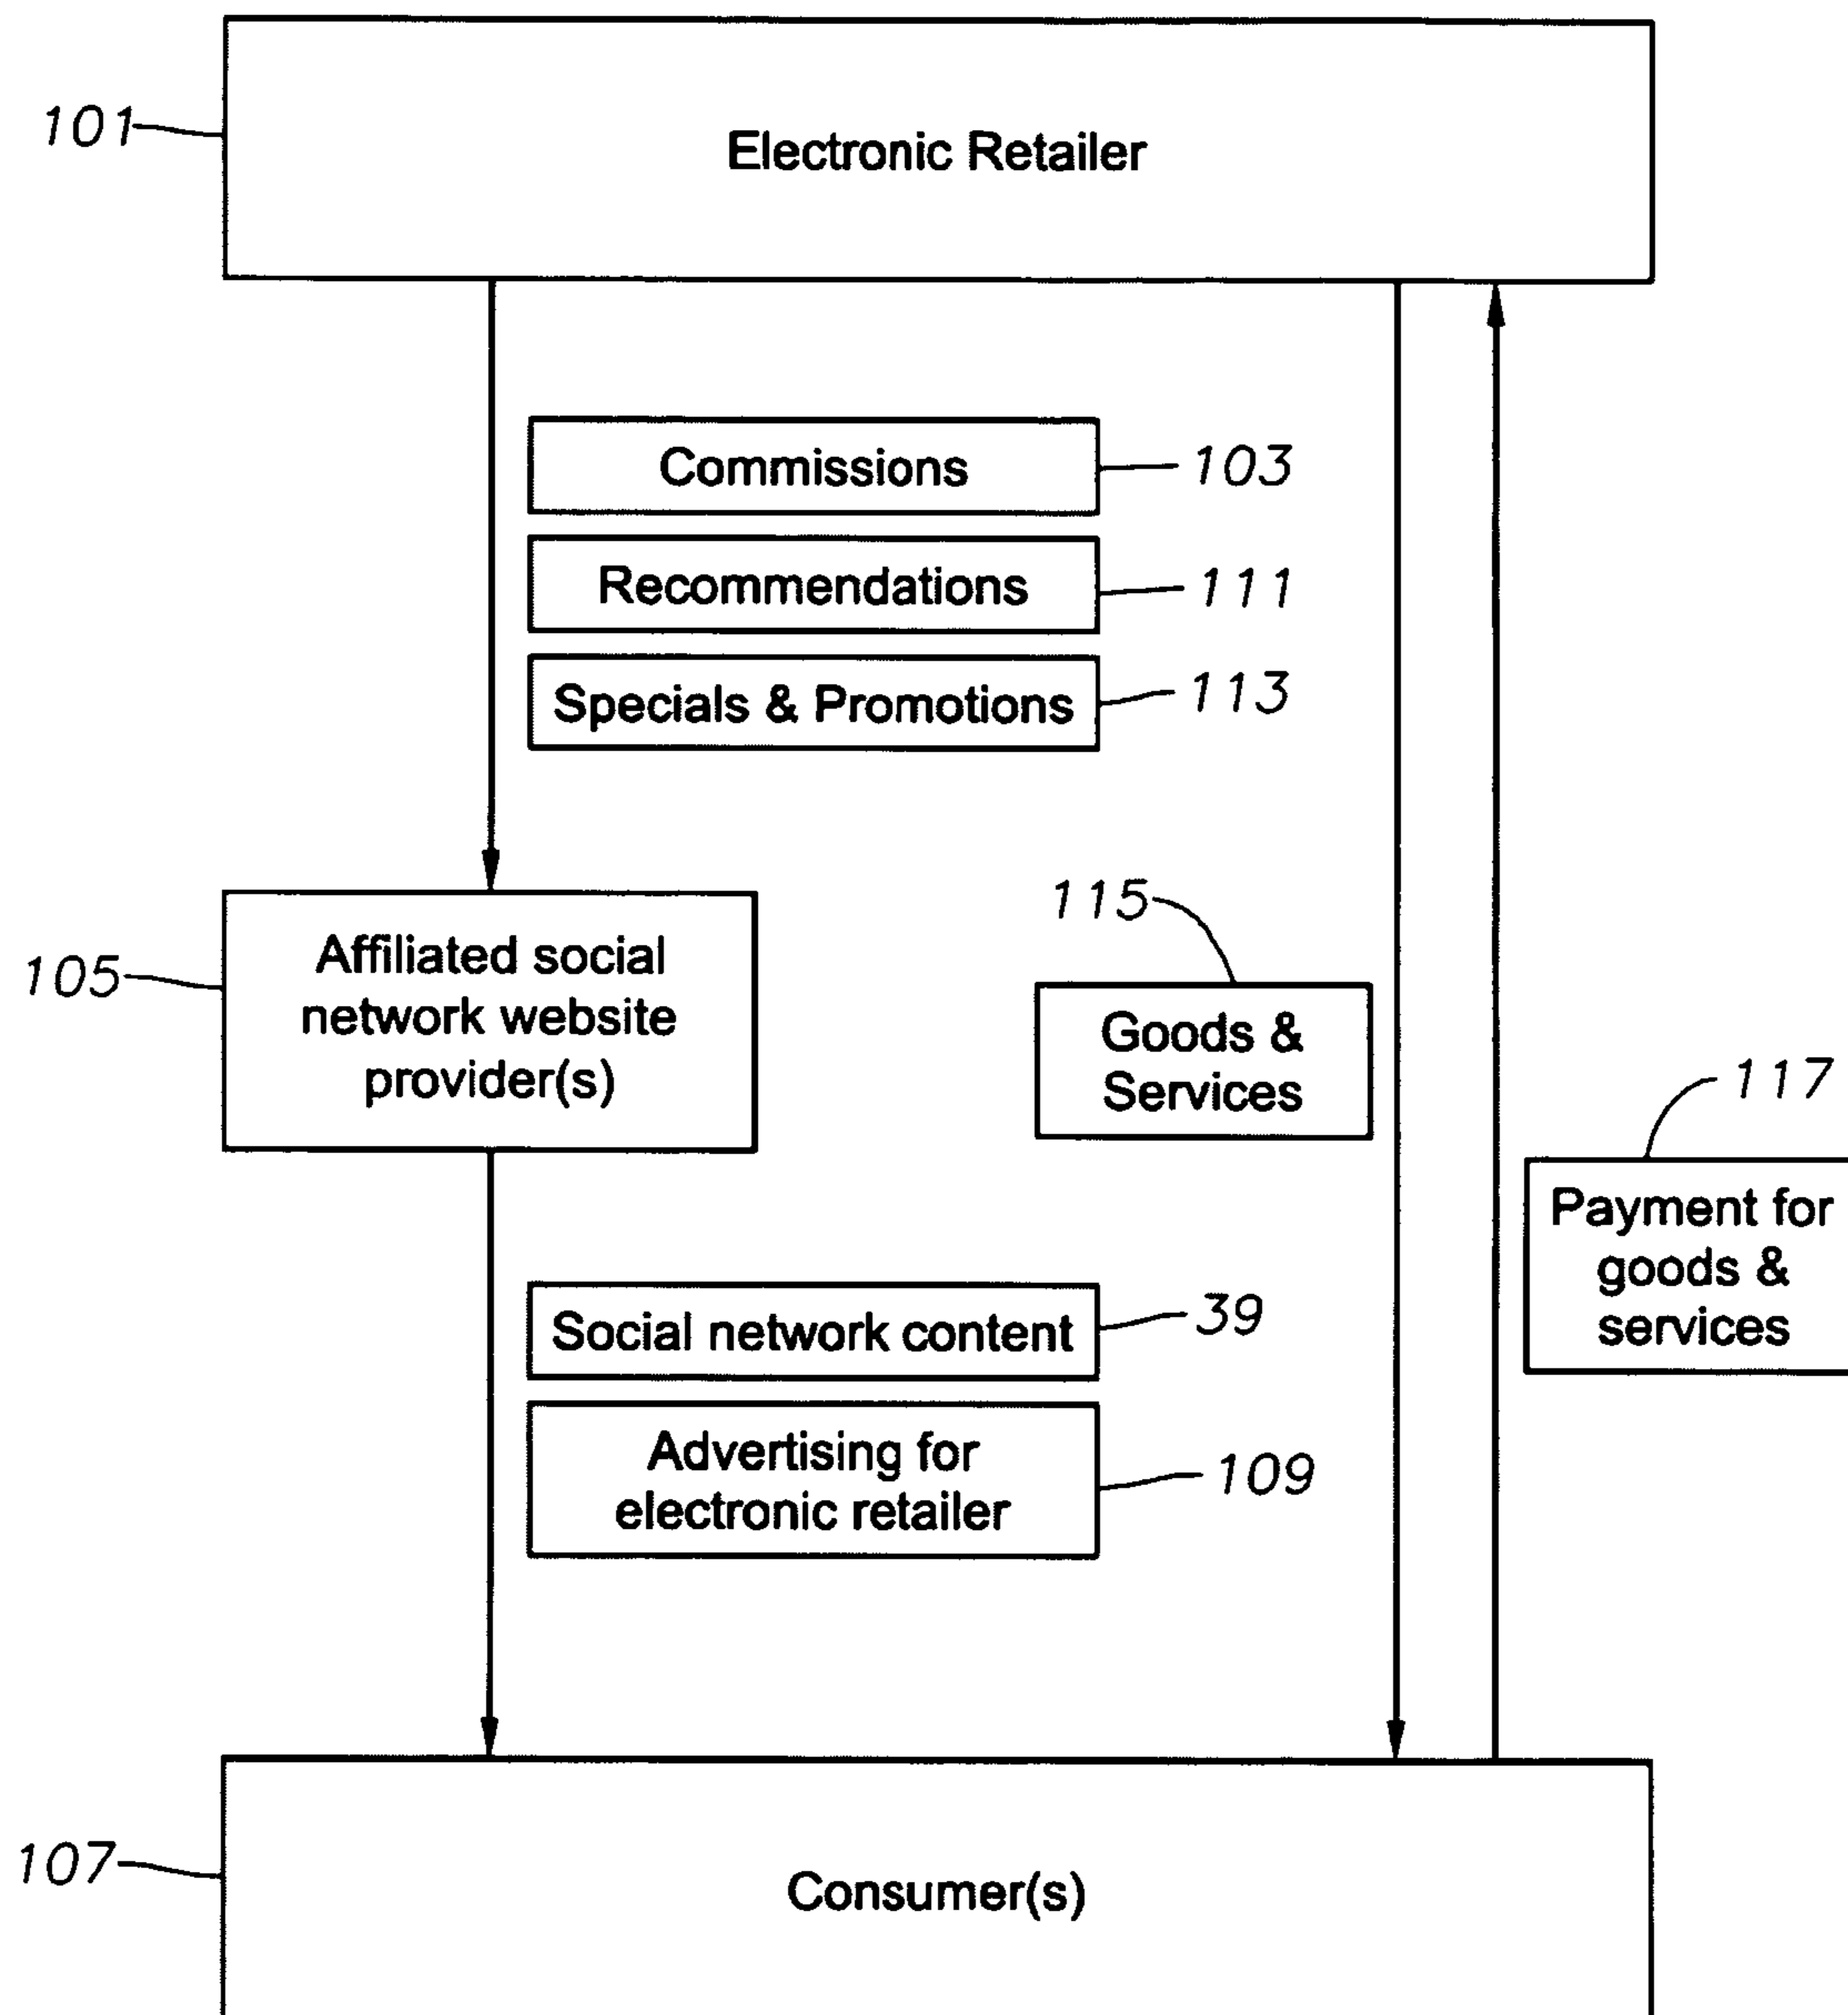 101
Electronic Retailer
Commissions
103
Recommendations
111
Specials & Promotions
113
105
Affiliated social
network website
provider(s)
115
Goods &
Services
117
Payment for
goods &
services
Social network content
39
Advertising for
electronic retailer
109
107
Consumer(s)